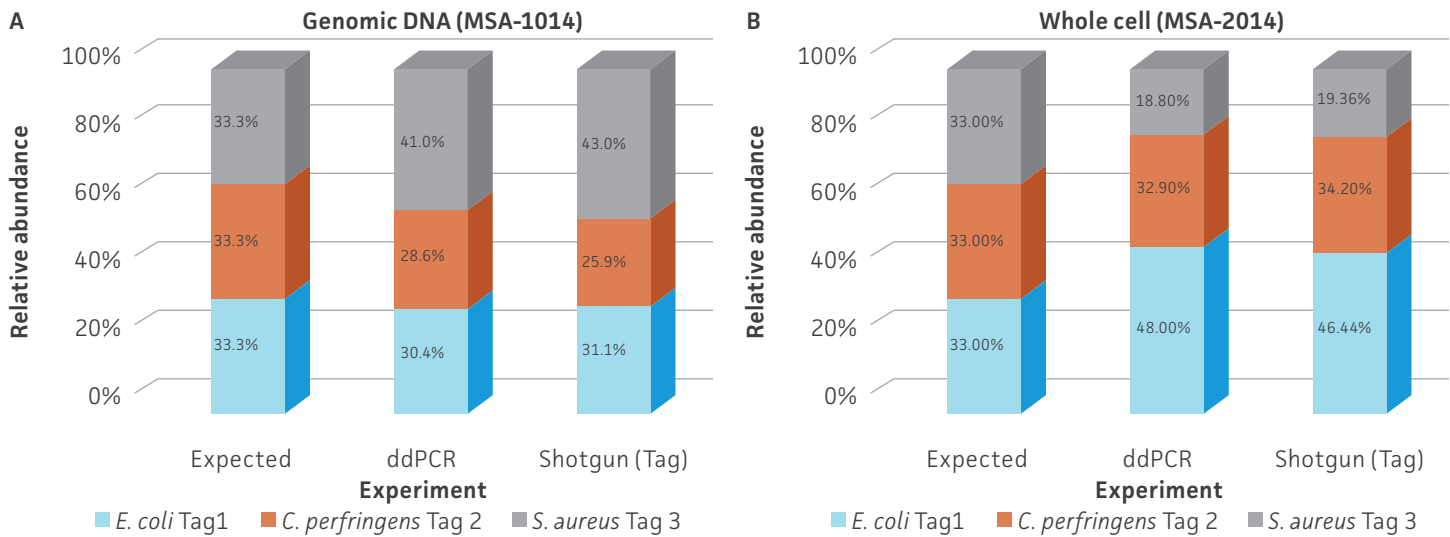 A
Genomic DNA (MSA-1014)
Relative abundance
100%
80%
60%
40%
20%
0%
33.3%
33.3%
33.3%
41.0%
28.6%
30.4%
43.0%
25.9%
31.1%
Expected ddPCR Shotgun (Tag)
Experiment
E. coli Tag1 C. perfringens Tag 2 S. aureus Tag 3
B
Whole cell (MSA-2014)
Relative abundance
100%
80%
60%
40%
20%
0%
33.00%
33.00%
33.00%
18.80%
32.90%
48.00%
19.36%
34.20%
46.44%
Expected ddPCR Shotgun (Tag)
Experiment
E. coli Tag1 C. perfringens Tag 2 S. aureus Tag 3